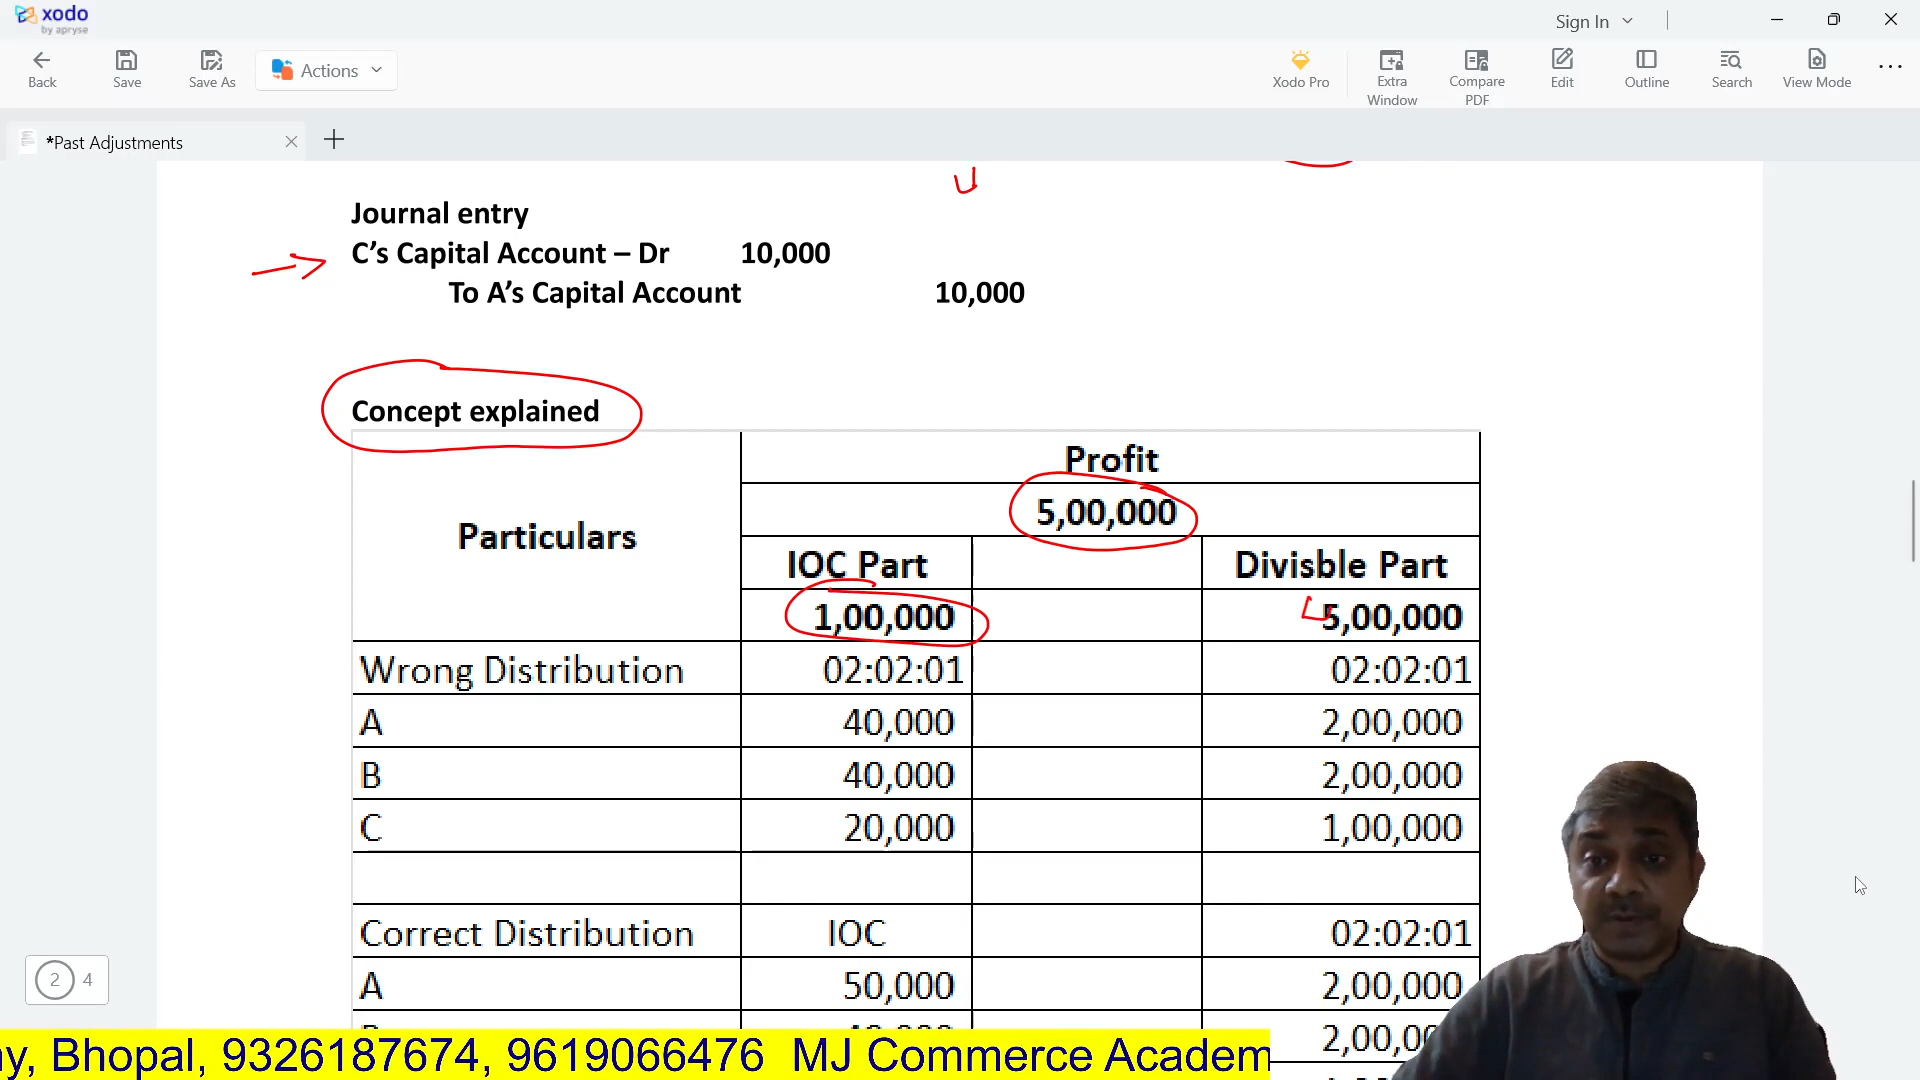 xodo
by apryse
Sign In
Back
Save
Save As
Actions
Xodo Pro
Extra Window
Compare PDF
Edit
Outline
Search
View Mode
*Past Adjustments
Journal entry
C's Capital Account – Dr 10,000
To A's Capital Account 10,000
Concept explained
Particulars
Profit
5,00,000
IOC Part Divisble Part
1,00,000 5,00,000
Wrong Distribution 02:02:01 02:02:01
A 40,000 2,00,000
B 40,000 2,00,000
C 20,000 1,00,000
Correct Distribution IOC 02:02:01
A 50,000 2,00,000
2 4
Bhopal, 9326187674, 9619066476 MJ Commerce Academ